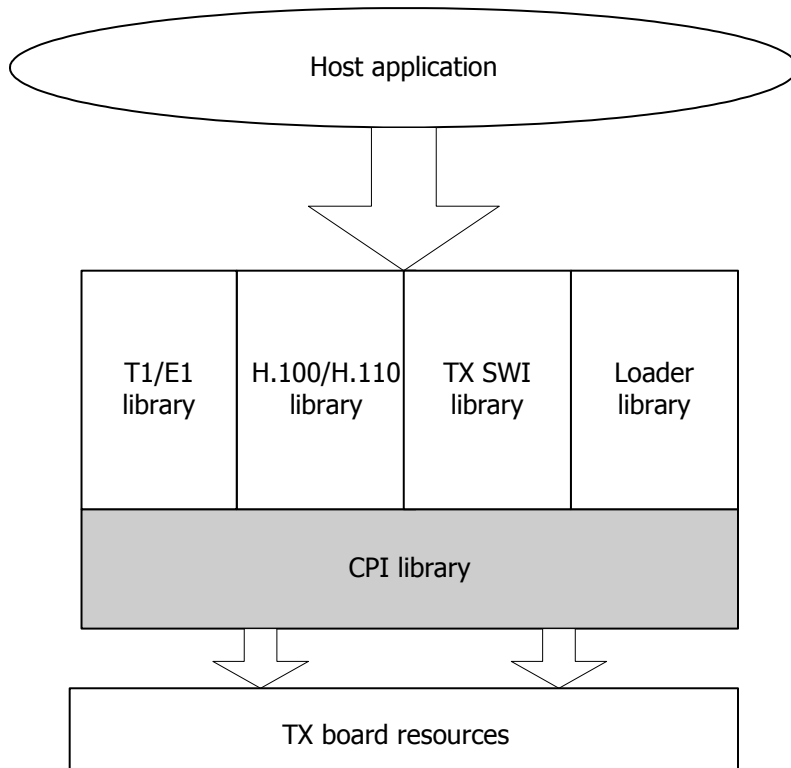 Host application
T1/E1
library
H.100/H.110
library
TX SWI
library
Loader
library
CPI library
TX board resources